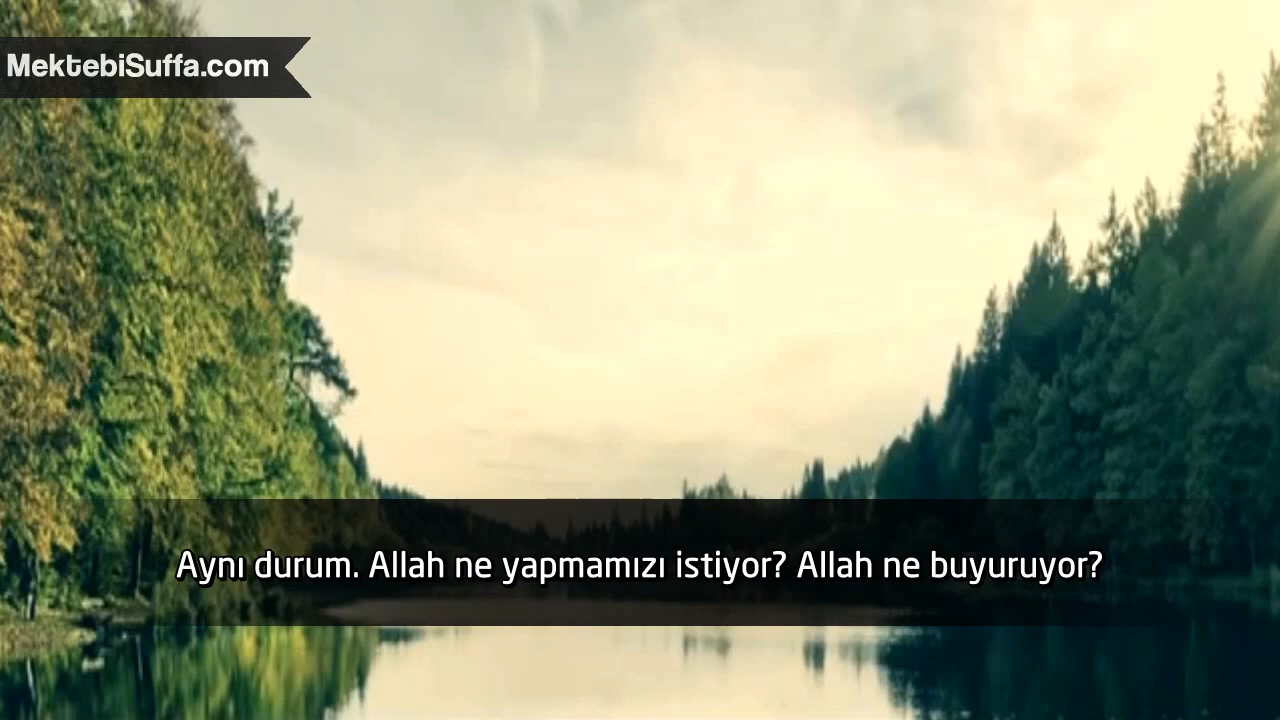 MektebiSuffa.com
Aynı durum. Allah ne yapmamızı istiyor? Allah ne buyuruyor?